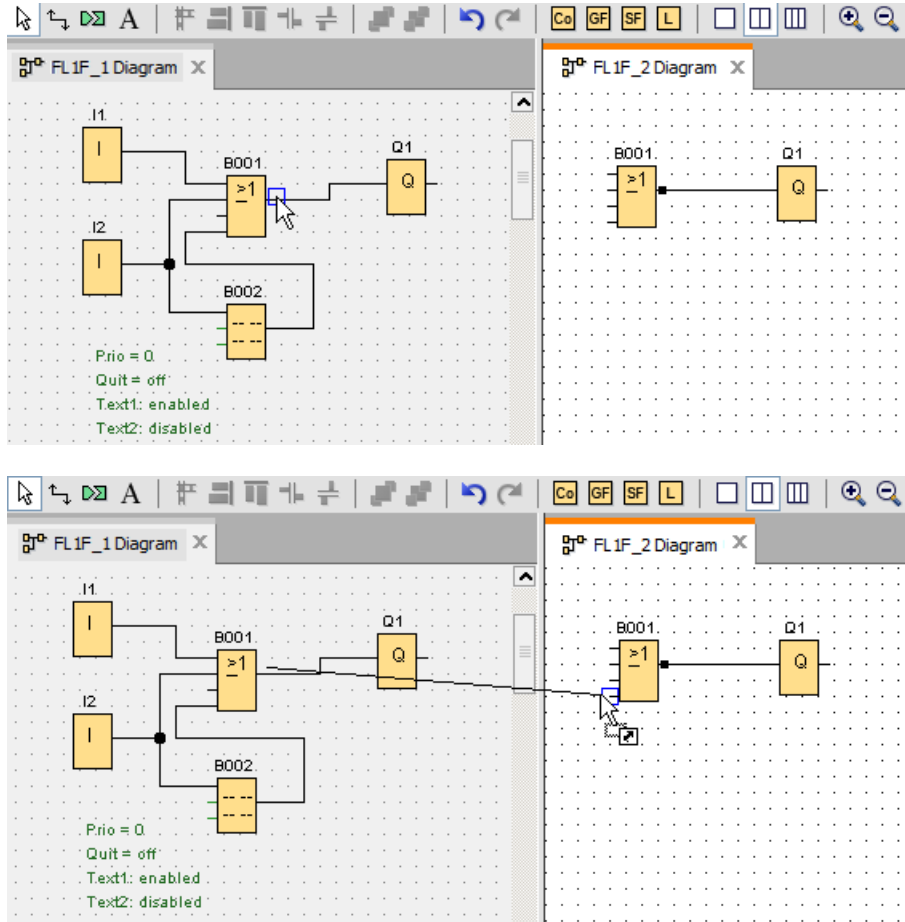 A Co GF SF L
FL1F_1 Diagram
FL1F_2 Diagram
I1
I
B001
≥1
Q1
Q
I2
I
B002
Prio = 0
Quit = off
Text1: enabled
Text2: disabled
B001
≥1
Q1
Q
A Co GF SF L
FL1F_1 Diagram
FL1F_2 Diagram
I1
I
B001
≥1
Q1
Q
I2
I
B002
Prio = 0
Quit = off
Text1: enabled
Text2: disabled
B001
≥1
Q1
Q